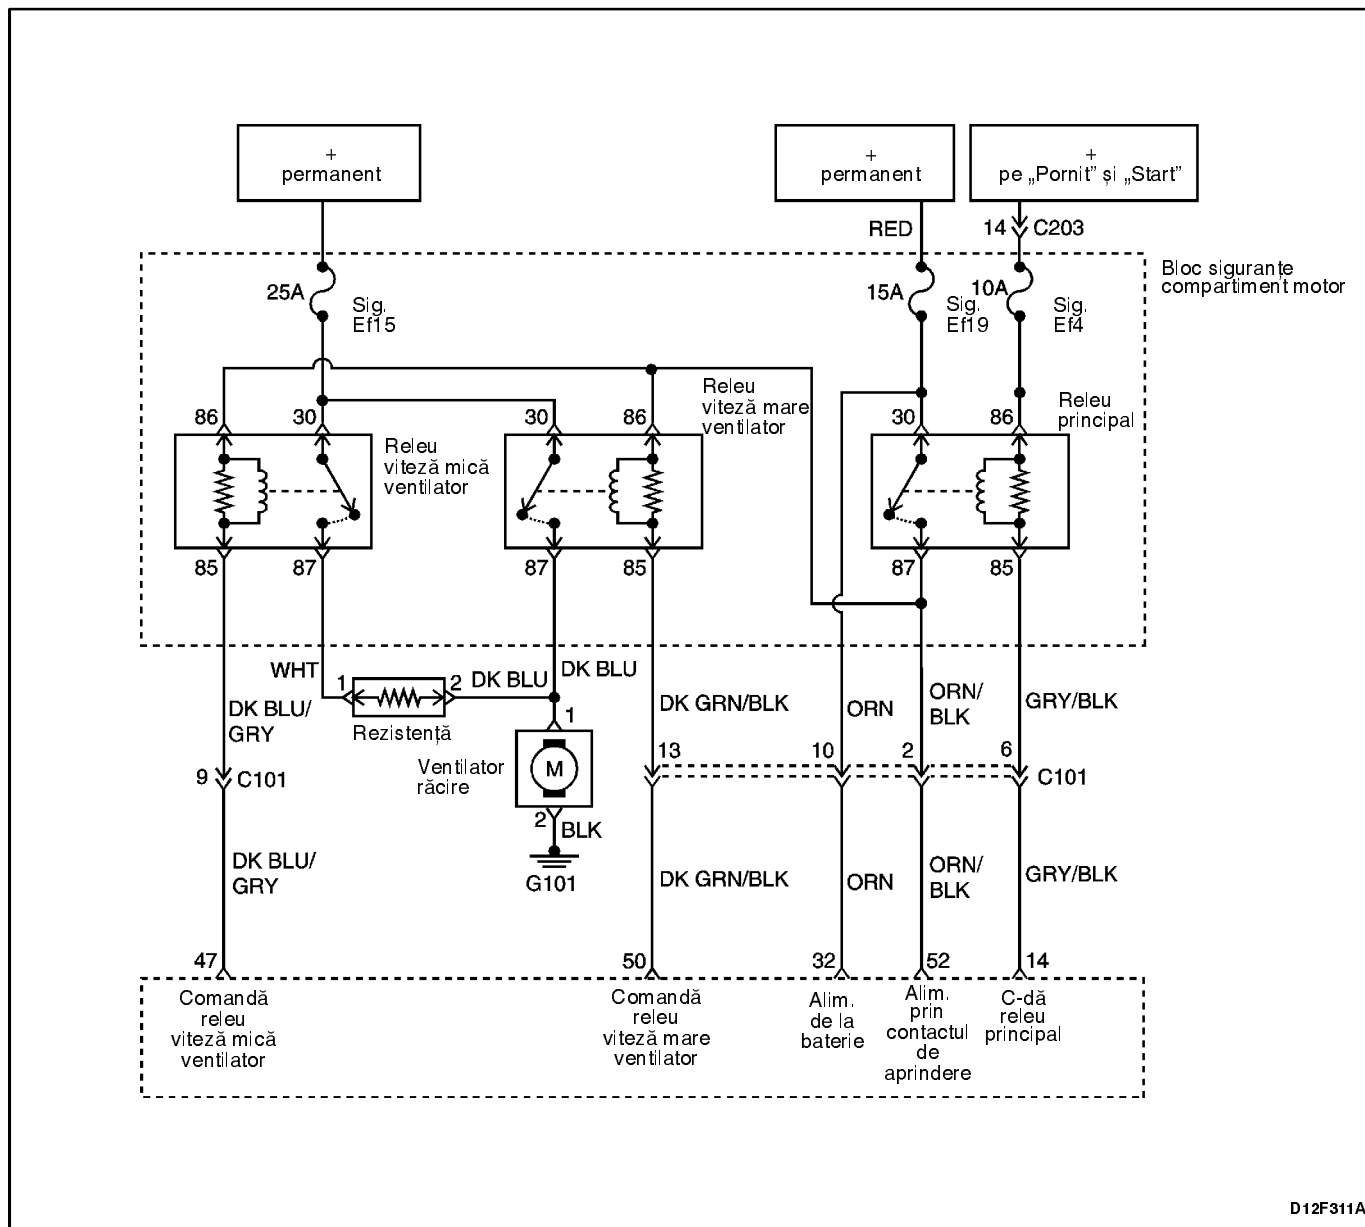 +
permanent
+
permanent
+
pe „Pornit” și „Start”
RED
14
C203
Bloc siguranțe
compartiment motor
25A
Sig.
Ef15
15A
Sig.
Ef19
10A
Sig.
Ef4
86
30
30
86
Releu
viteză mare
ventilator
30
86
Releu
principal
Releu
viteză mică
ventilator
85
87
87
85
87
85
WHT
1
2
DK BLU
DK BLU
Rezistență
DK BLU/
GRY
DK GRN/BLK
ORN
ORN/
BLK
GRY/BLK
1
Ventilator
răcire
M
2
BLK
G101
9
C101
13
10
2
6
C101
DK BLU/
GRY
DK GRN/BLK
ORN
ORN/
BLK
GRY/BLK
47
50
32
52
14
Comandă
releu
viteză mică
ventilator
Comandă
releu
viteză mare
ventilator
Alim.
de la
baterie
Alim.
prin
contactul
de
aprindere
C-dă
releu
principal
D12F311A